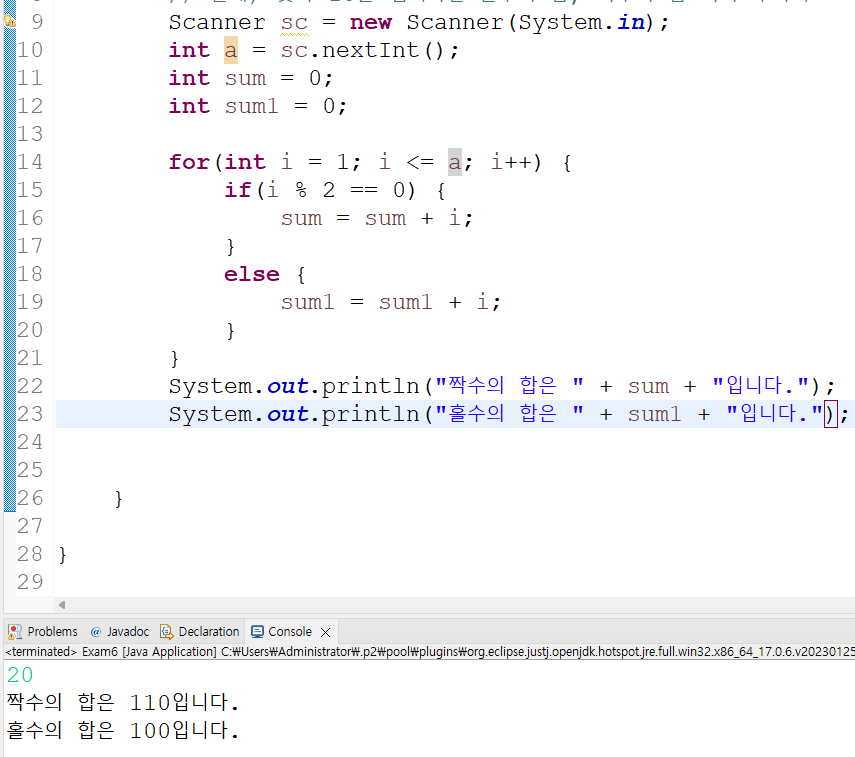 9 Scanner sc = new Scanner(System.in);
10 int a = sc.nextInt();
11 int sum = 0;
12 int sum1 = 0;
13
14 for(int i = 1; i <= a; i++) {
15 if(i % 2 == 0) {
16 sum = sum + i;
17 }
18 else {
19 sum1 = sum1 + i;
20 }
21 }
22 System.out.println("짝수의 합은 " + sum + "입니다.");
23 System.out.println("홀수의 합은 " + sum1 + "입니다.");
24
25
26 }
27
28 }
29
Problems @ Javadoc Declaration Console
<terminated> Exam6 [Java Application] C:₩Users₩Administrator₩.p2₩pool₩plugins₩org.eclipse.justj.openjdk.hotspot.jre.full.win32.x86_64_17.0.6.v20230125
20
짝수의 합은 110입니다.
홀수의 합은 100입니다.